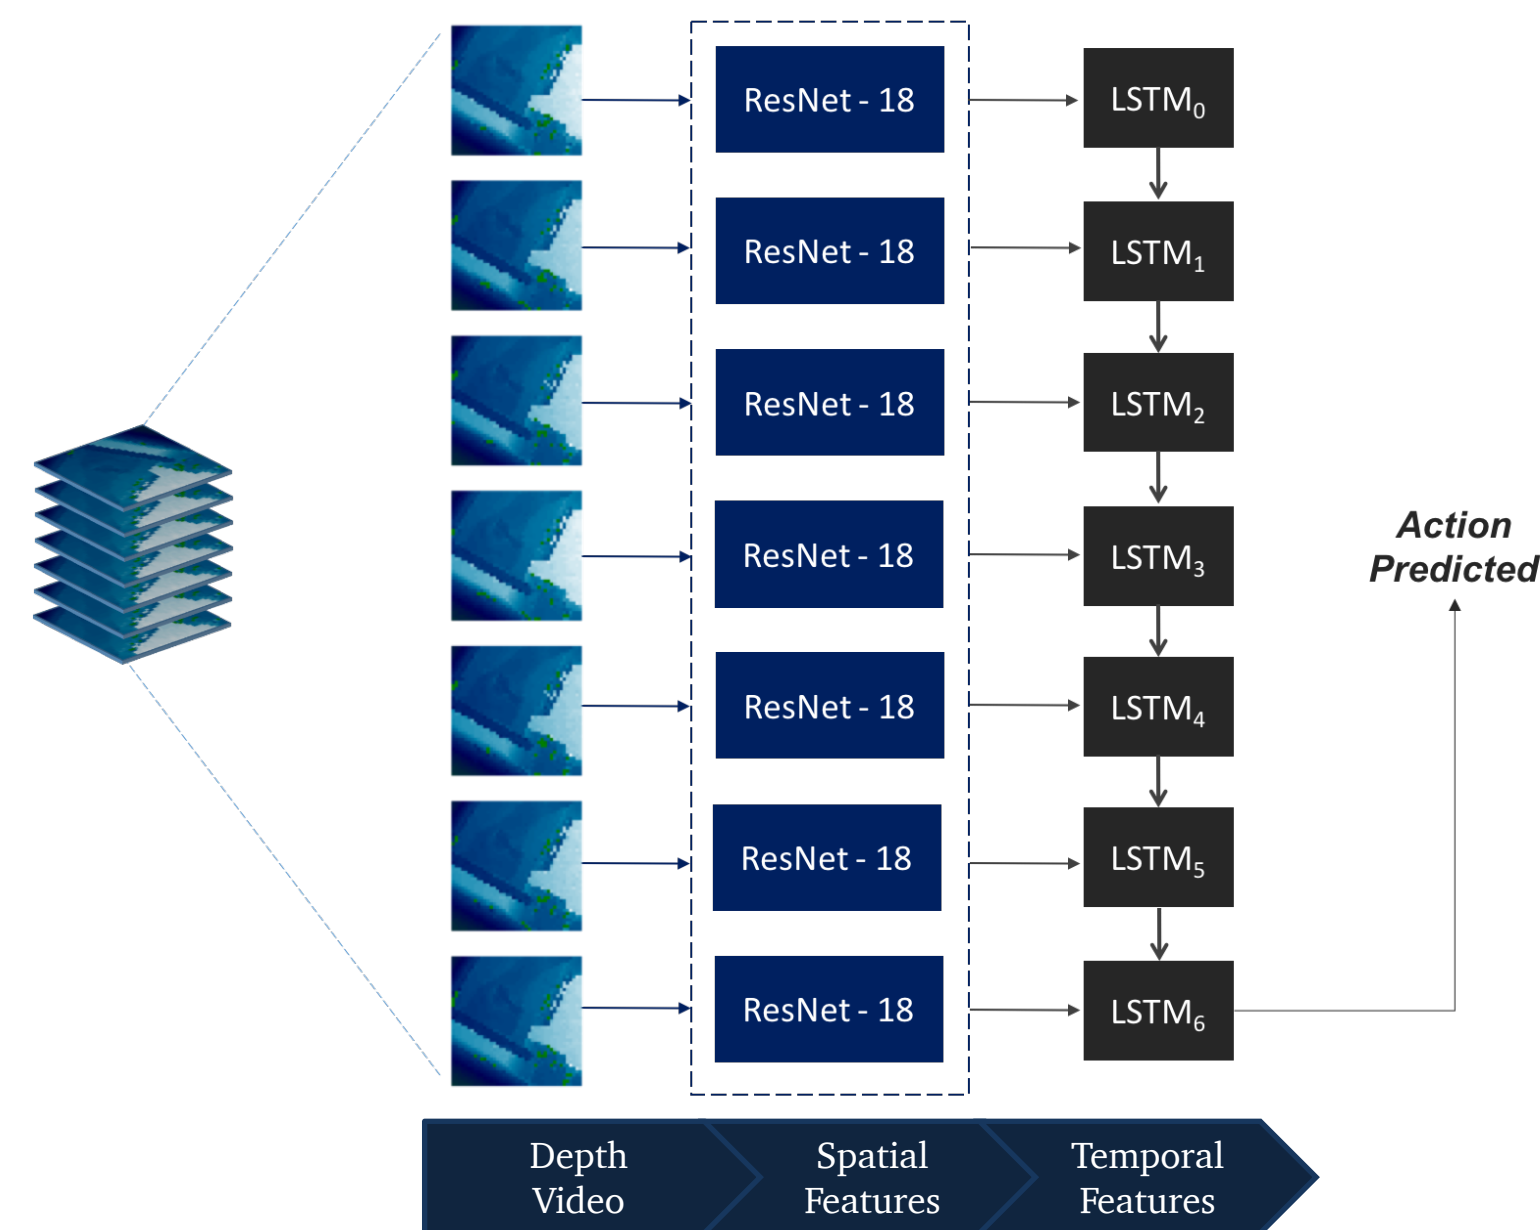 ResNet - 18
LSTM₀
ResNet - 18
LSTM₁
ResNet - 18
LSTM₂
ResNet - 18
LSTM₃
ResNet - 18
LSTM₄
ResNet - 18
LSTM₅
ResNet - 18
LSTM₆
Action
Predicted
Depth
Video
Spatial
Features
Temporal
Features